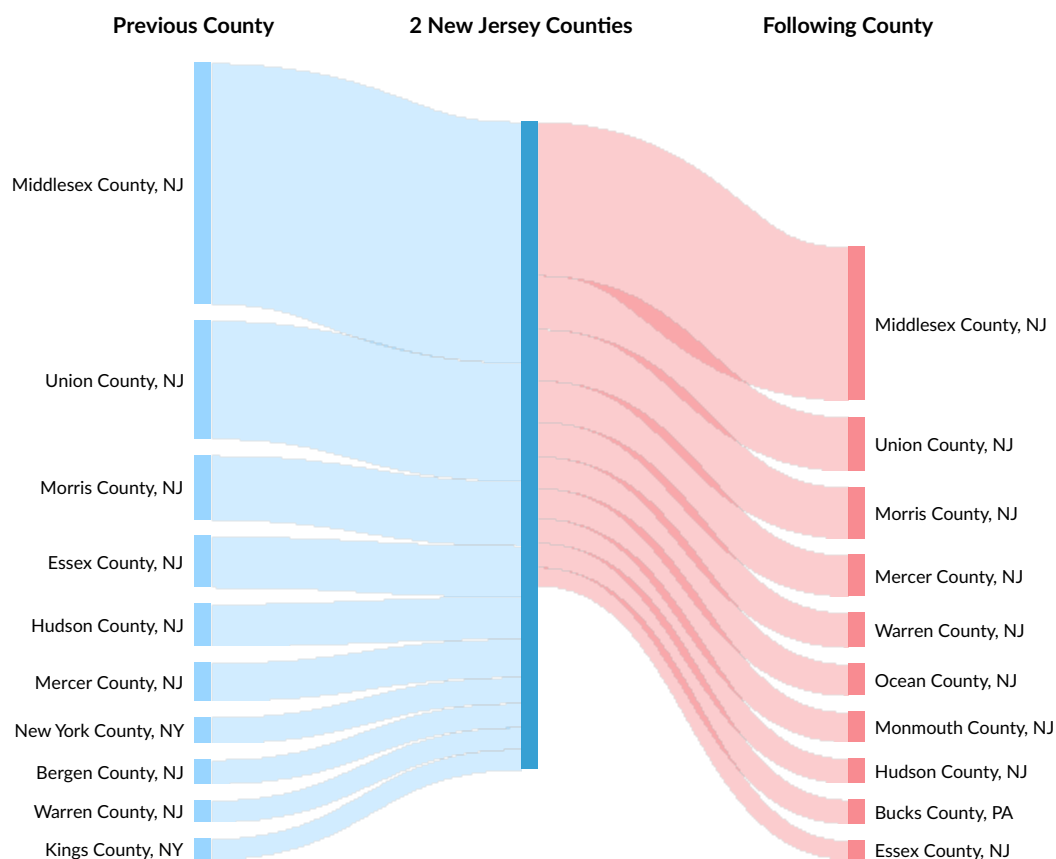 Previous County
2 New Jersey Counties
Following County
Middlesex County, NJ
Union County, NJ
Morris County, NJ
Essex County, NJ
Hudson County, NJ
Mercer County, NJ
New York County, NY
Bergen County, NJ
Warren County, NJ
Kings County, NY
Middlesex County, NJ
Union County, NJ
Morris County, NJ
Mercer County, NJ
Warren County, NJ
Ocean County, NJ
Monmouth County, NJ
Hudson County, NJ
Bucks County, PA
Essex County, NJ